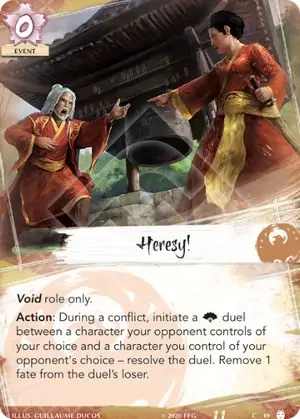 0
EVENT
Heresy!
Void role only.
Action: During a conflict, initiate a duel
between a character your opponent controls of
your choice and a character you control of your
opponent's choice – resolve the duel. Remove 1
fate from the duel's loser.
ILLUS. GUILLAUME DUCOS © 2020 FFG 11 C 19